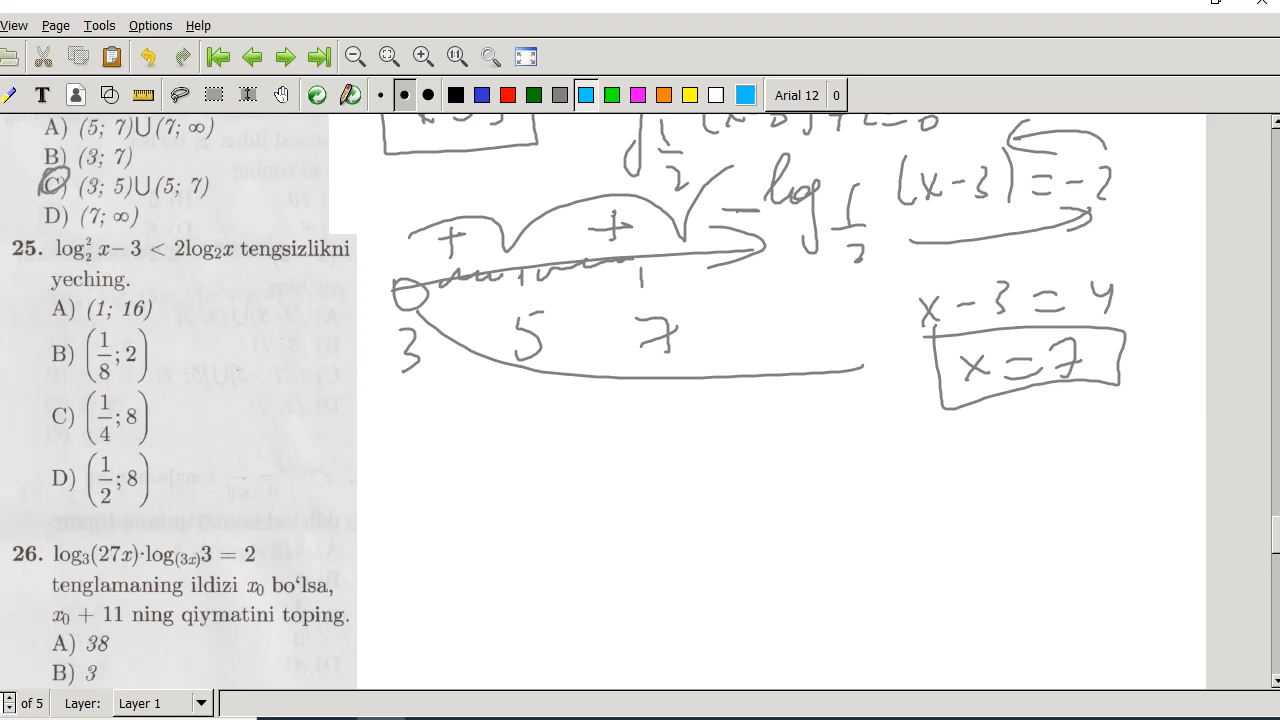 View Page Tools Options Help
Arial 12 0
A) (5; 7)⋃(7; ∞)
B) (3; 7)
C) (3; 5)⋃(5; 7)
D) (7; ∞)
25. log₂² x− 3 < 2log₂x tengsizlikni
yeching.
A) (1; 16)
B) (1/8; 2)
C) (1/4; 8)
D) (1/2; 8)
26. log₃(27x)·log₍₃ₓ₎3 = 2
tenglamaning ildizi x₀ bo‘lsa,
x₀ + 11 ning qiymatini toping.
A) 38
B) 3
log 1/2 (x-3) = -2
+ + −
3 5 7
x - 3 = 4
x = 7
of 5 Layer: Layer 1